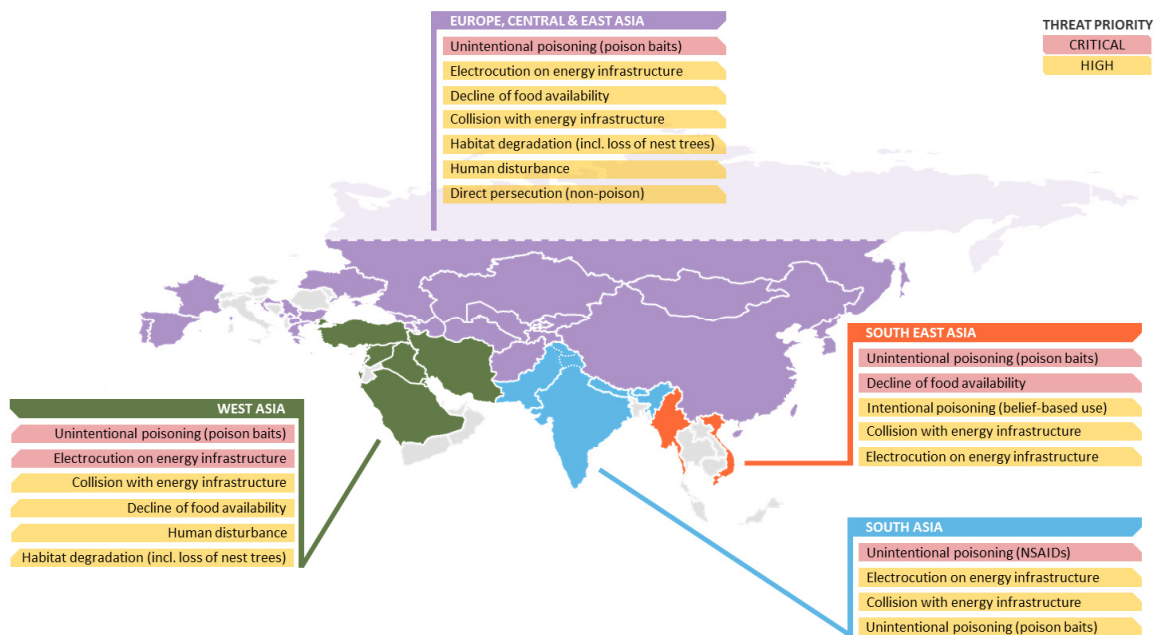 EUROPE, CENTRAL & EAST ASIA
Unintentional poisoning (poison baits)
Electrocution on energy infrastructure
Decline of food availability
Collision with energy infrastructure
Habitat degradation (incl. loss of nest trees)
Human disturbance
Direct persecution (non-poison)
THREAT PRIORITY
CRITICAL
HIGH
WEST ASIA
Unintentional poisoning (poison baits)
Electrocution on energy infrastructure
Collision with energy infrastructure
Decline of food availability
Human disturbance
Habitat degradation (incl. loss of nest trees)
SOUTH EAST ASIA
Unintentional poisoning (poison baits)
Decline of food availability
Intentional poisoning (belief-based use)
Collision with energy infrastructure
Electrocution on energy infrastructure
SOUTH ASIA
Unintentional poisoning (NSAIDs)
Electrocution on energy infrastructure
Collision with energy infrastructure
Unintentional poisoning (poison baits)